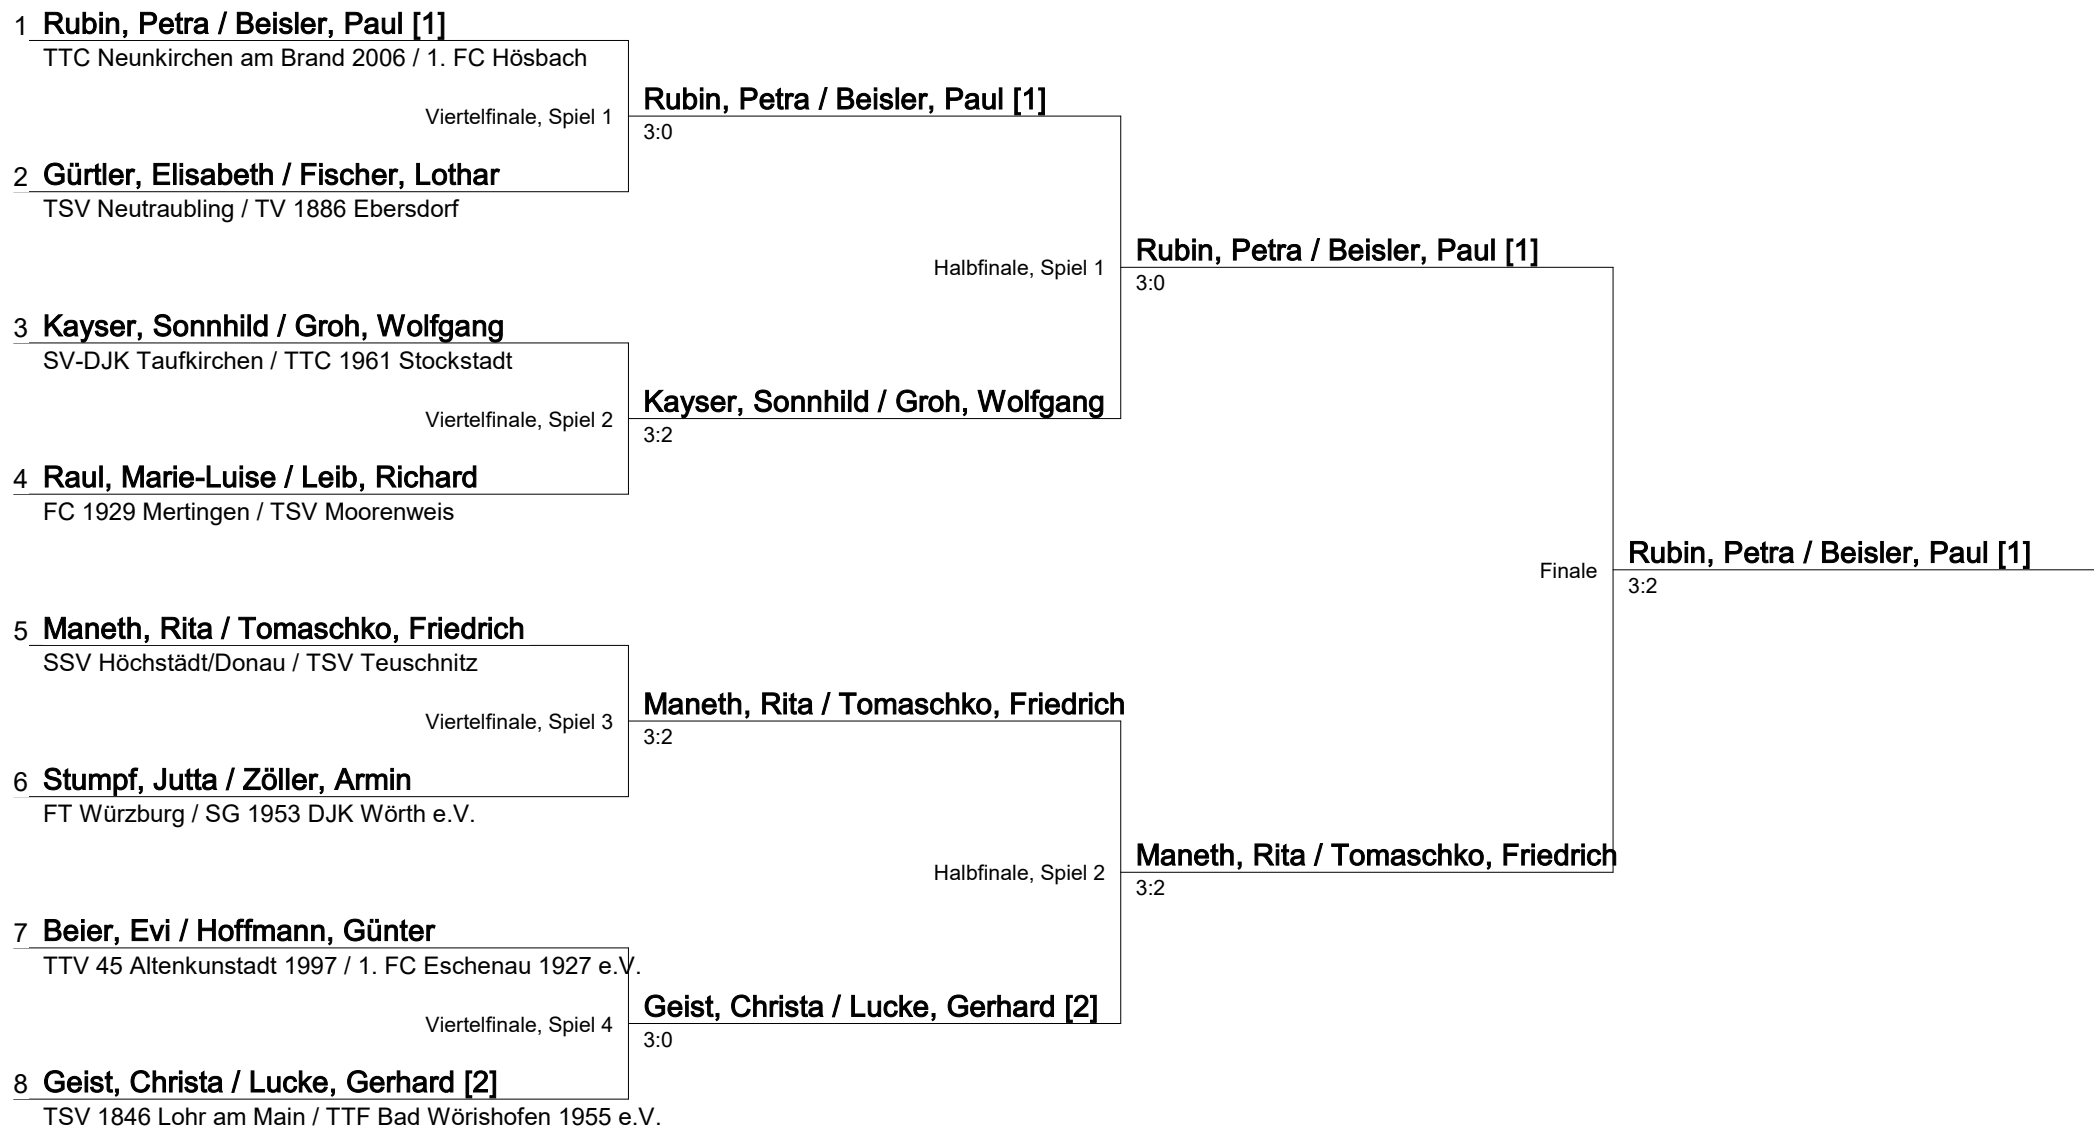 1 Rubin, Petra / Beisler, Paul [1]
TTC Neunkirchen am Brand 2006 / 1. FC Hösbach
Viertelfinale, Spiel 1
Rubin, Petra / Beisler, Paul [1]
3:0
2 Gürtler, Elisabeth / Fischer, Lothar
TSV Neutraubling / TV 1886 Ebersdorf
Halbfinale, Spiel 1
Rubin, Petra / Beisler, Paul [1]
3:0
3 Kayser, Sonnhild / Groh, Wolfgang
SV-DJK Taufkirchen / TTC 1961 Stockstadt
Viertelfinale, Spiel 2
Kayser, Sonnhild / Groh, Wolfgang
3:2
4 Raul, Marie-Luise / Leib, Richard
FC 1929 Mertingen / TSV Moorenweis
Finale
Rubin, Petra / Beisler, Paul [1]
3:2
5 Maneth, Rita / Tomaschko, Friedrich
SSV Höchstädt/Donau / TSV Teuschnitz
Viertelfinale, Spiel 3
Maneth, Rita / Tomaschko, Friedrich
3:2
6 Stumpf, Jutta / Zöller, Armin
FT Würzburg / SG 1953 DJK Wörth e.V.
Halbfinale, Spiel 2
Maneth, Rita / Tomaschko, Friedrich
3:2
7 Beier, Evi / Hoffmann, Günter
TTV 45 Altenkunstadt 1997 / 1. FC Eschenau 1927 e.V.
Viertelfinale, Spiel 4
Geist, Christa / Lucke, Gerhard [2]
3:0
8 Geist, Christa / Lucke, Gerhard [2]
TSV 1846 Lohr am Main / TTF Bad Wörishofen 1955 e.V.